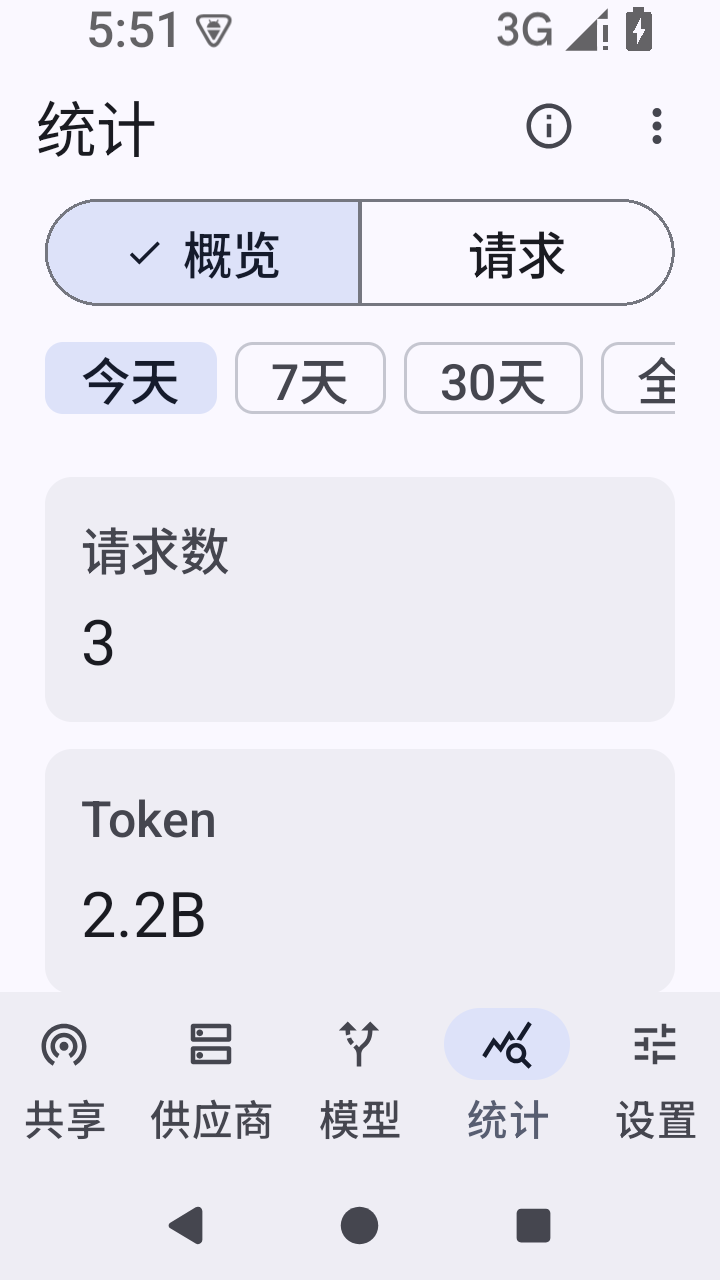 5:51 3G
统计
概览 请求
今天 7天 30天 全
请求数
3
Token
2.2B
共享 供应商 模型 统计 设置